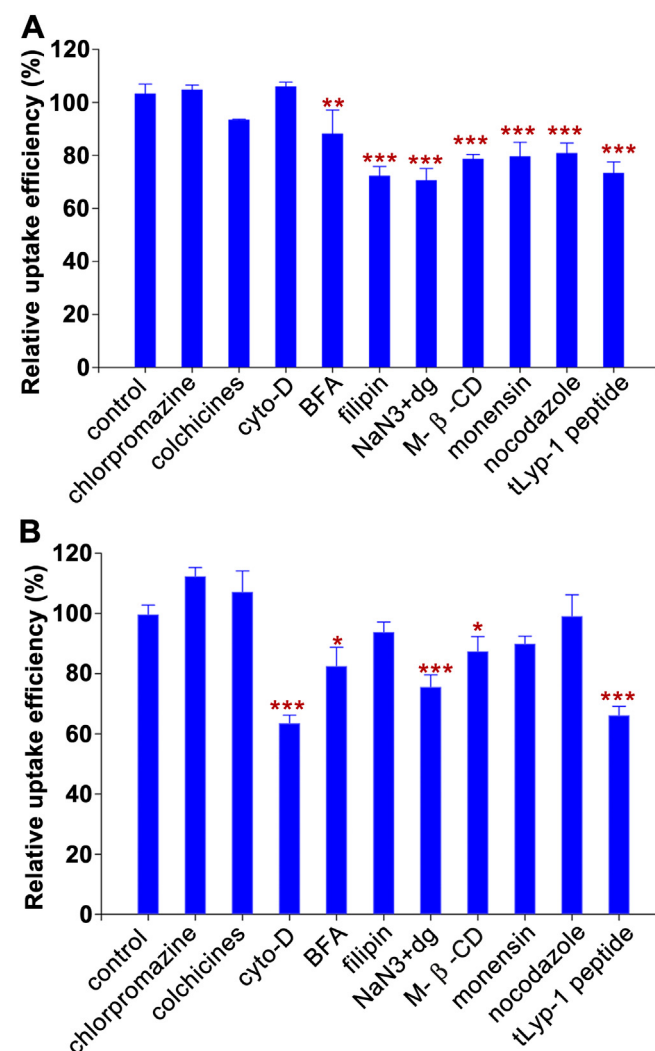 A
Relative uptake efficiency (%)
120
100
80
60
40
20
0
**
***
***
***
***
***
***
control
chlorpromazine
colchicines
cyto-D
BFA
filipin
NaN3+dg
M- β -CD
monensin
nocodazole
tLyp-1 peptide
B
Relative uptake efficiency (%)
120
100
80
60
40
20
0
***
*
***
*
***
control
chlorpromazine
colchicines
cyto-D
BFA
filipin
NaN3+dg
M- β -CD
monensin
nocodazole
tLyp-1 peptide